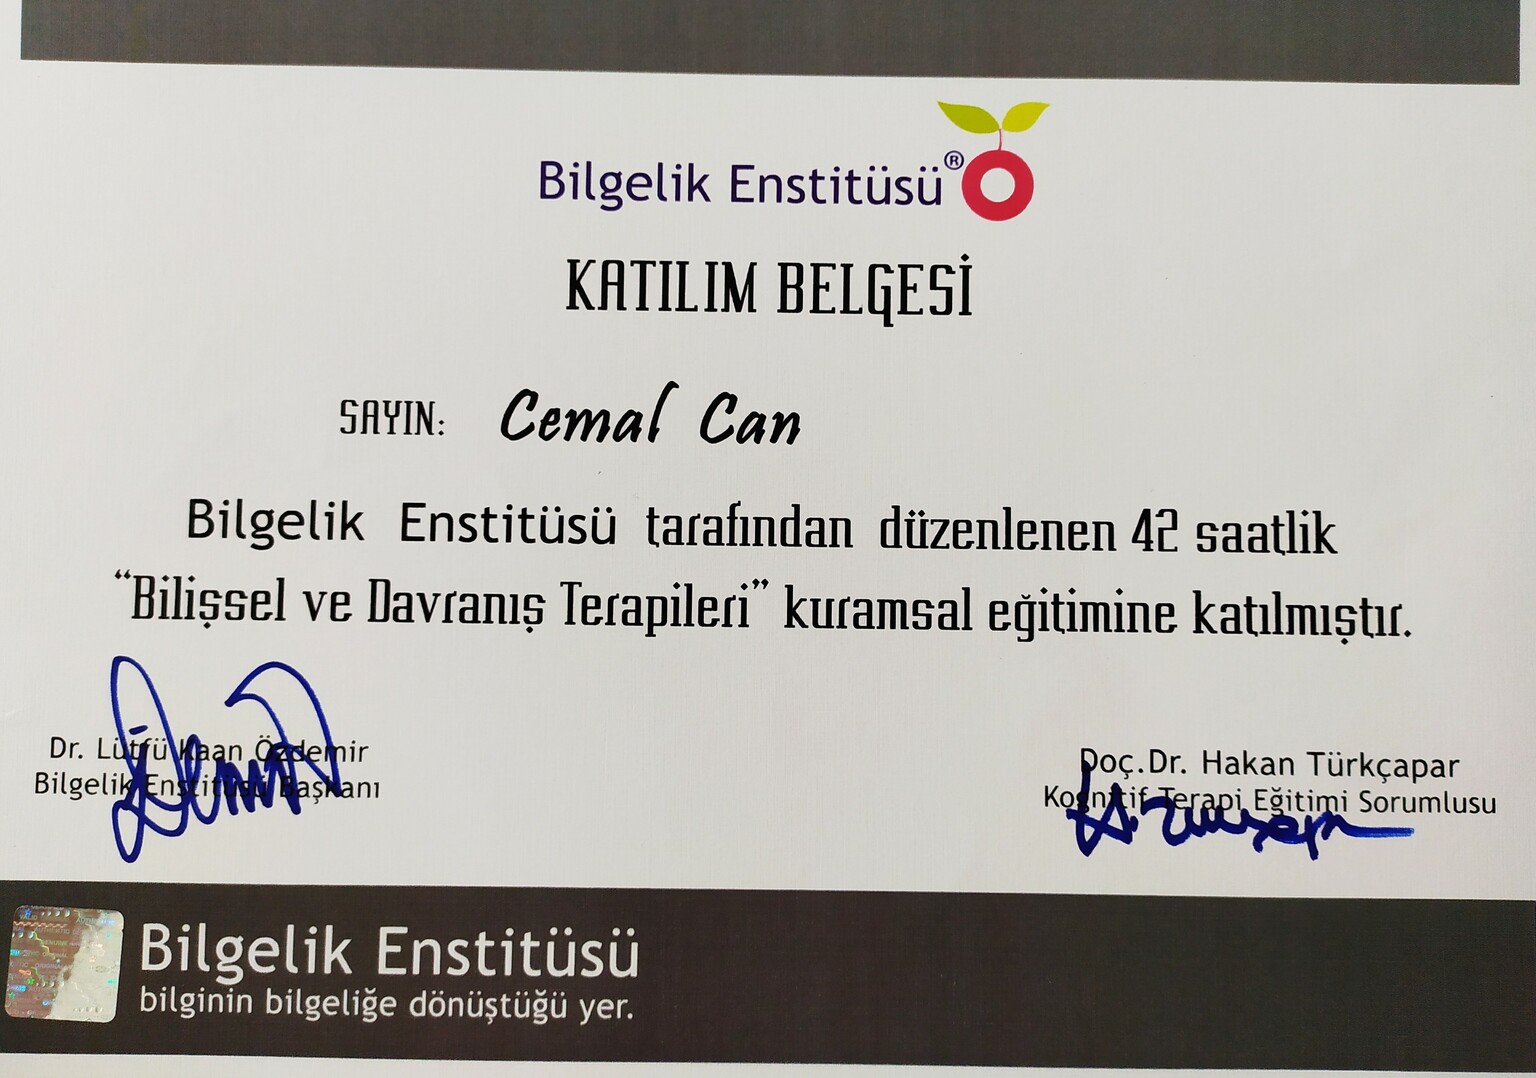 Bilgelik Enstitüsü®
KATILIM BELGESİ
SAYIN: Cemal Can
Bilgelik Enstitüsü tarafından düzenlenen 42 saatlik
“Bilişsel ve Davranış Terapileri” kuramsal eğitimine katılmıştır.
Dr. Lütfü Kaan Özdemir
Bilgelik Enstitüsü Başkanı
Doç.Dr. Hakan Türkçapar
Kognitif Terapi Eğitimi Sorumlusu
Bilgelik Enstitüsü
bilginin bilgeliğe dönüştüğü yer.